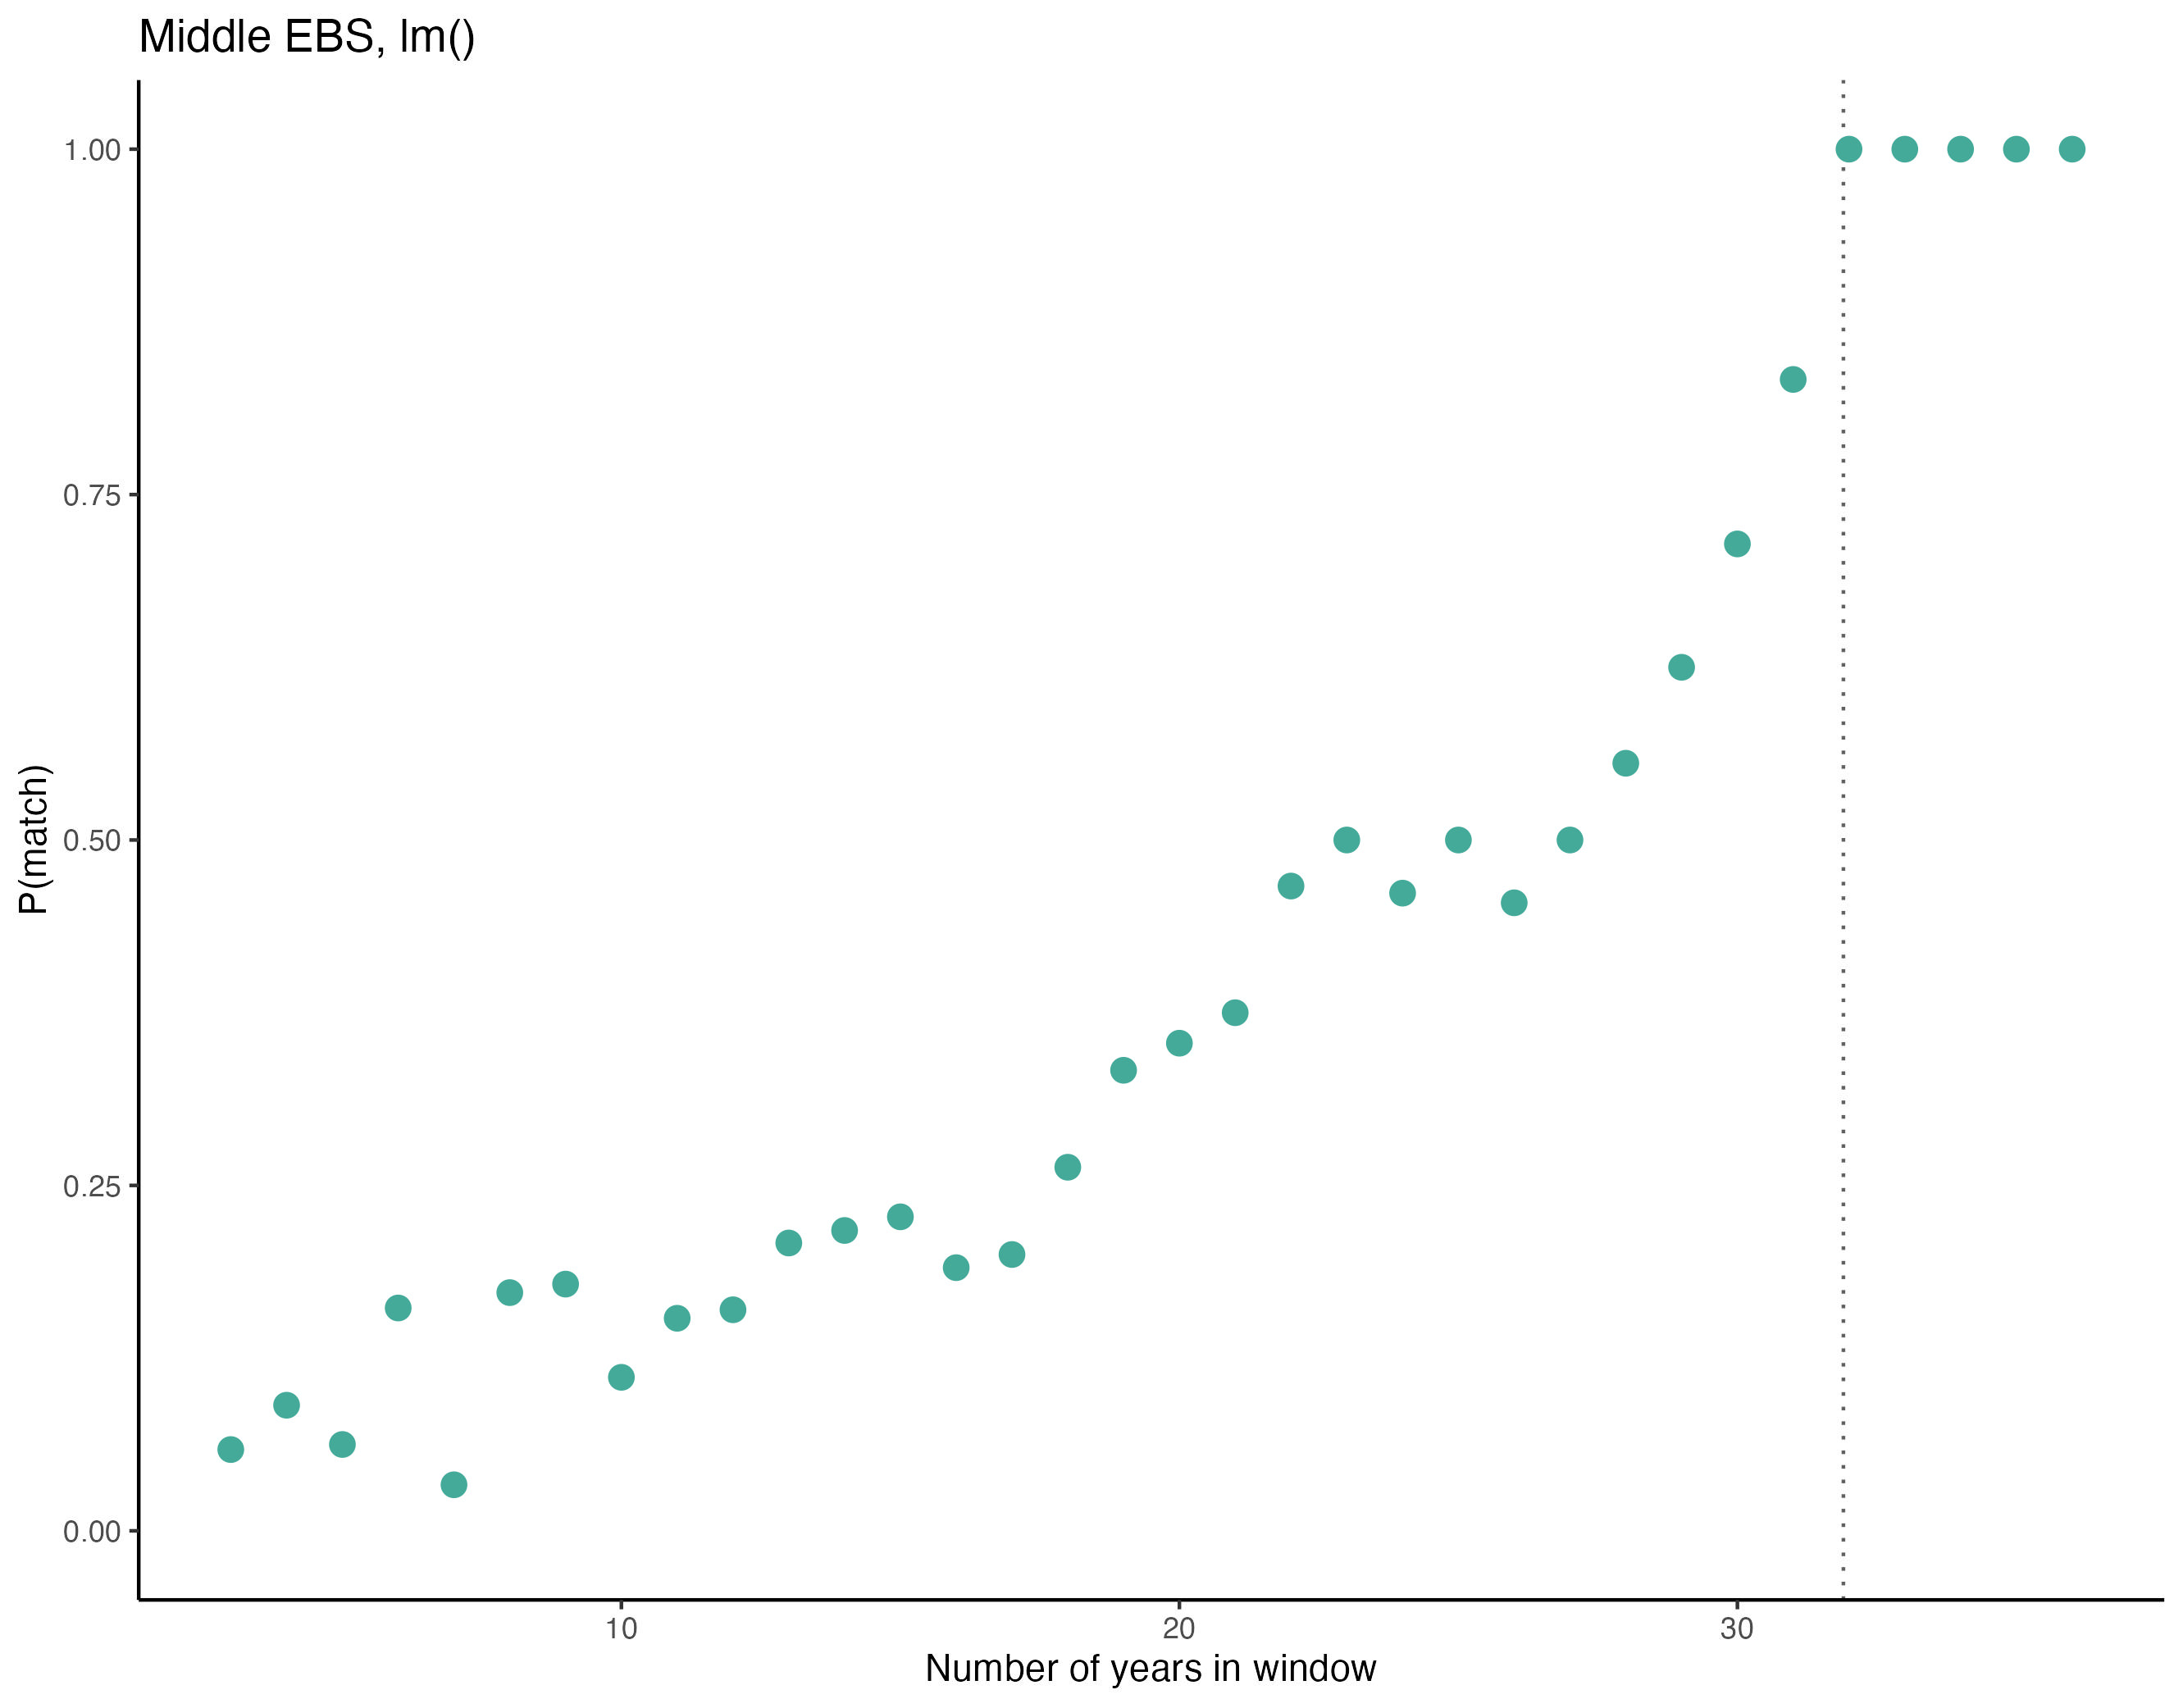 Middle EBS, lm()
1.00
0.75
0.50
0.25
0.00
P(match)
10 20 30
Number of years in window